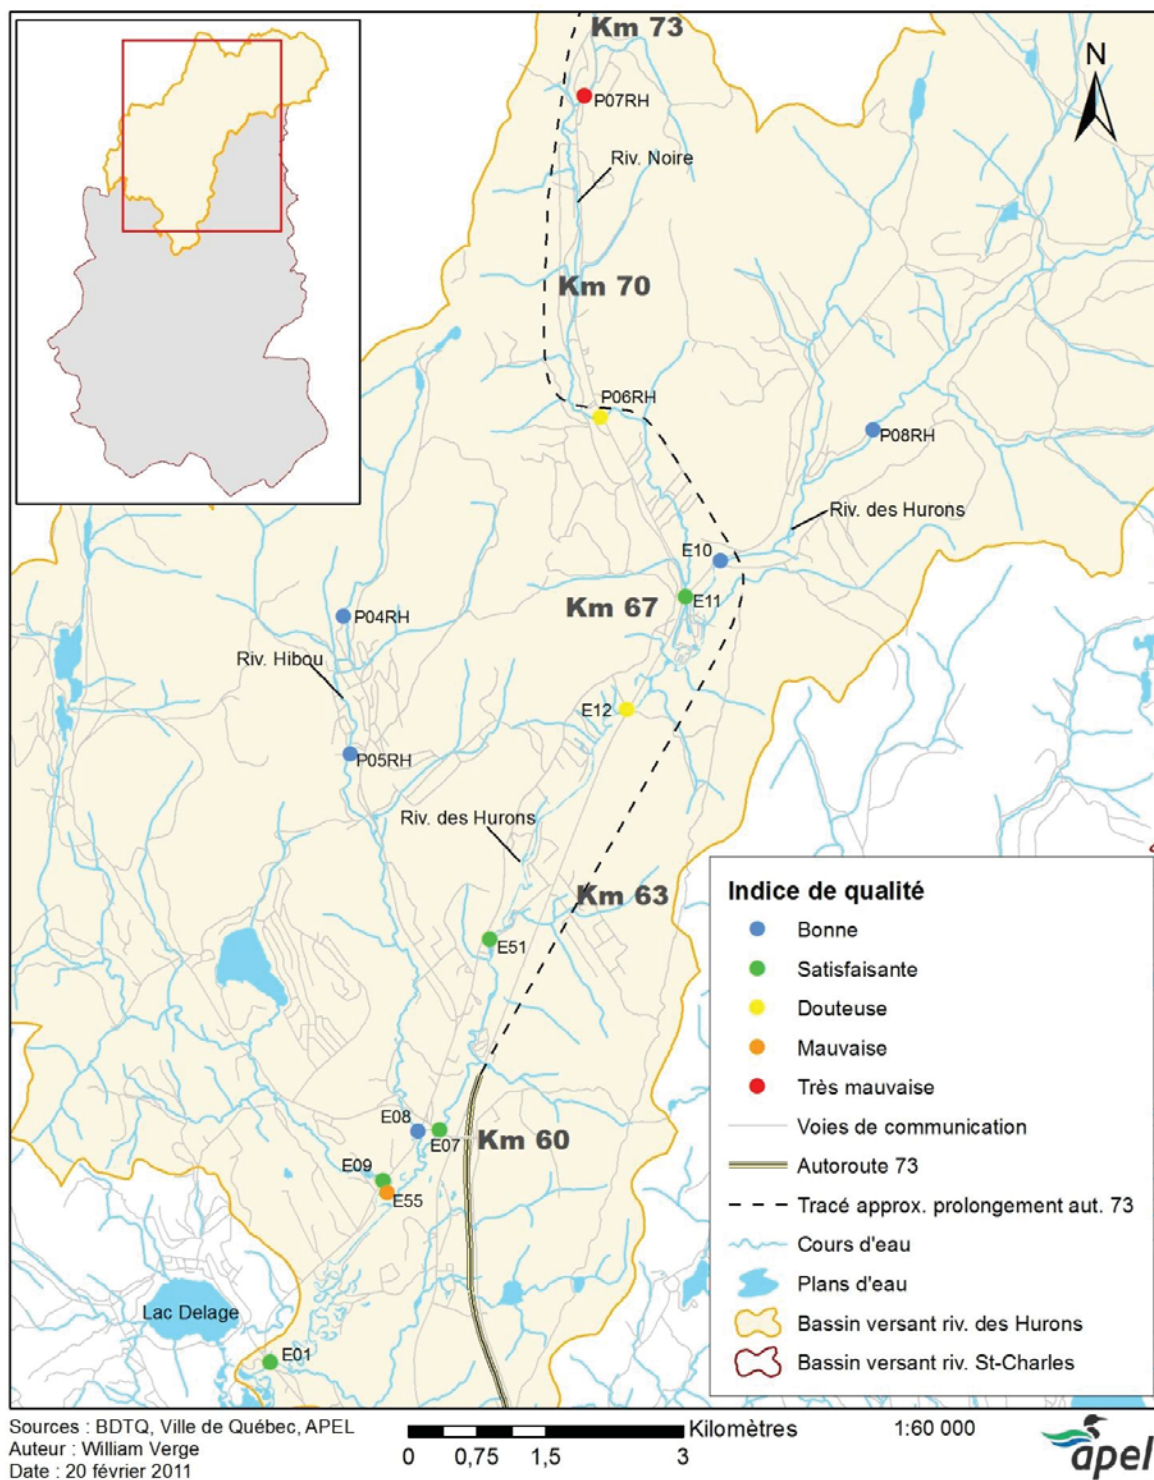 Km 73
N
P07RH
Riv. Noire
Km 70
P06RH
P08RH
Riv. des Hurons
E10
E11
Km 67
P04RH
Riv. Hibou
E12
P05RH
Riv. des Hurons
Km 63
E51
E08
E07
Km 60
E09
E55
Lac Delage
E01
Indice de qualité
Bonne
Satisfaisante
Douteuse
Mauvaise
Très mauvaise
Voies de communication
Autoroute 73
Tracé approx. prolongement aut. 73
Cours d'eau
Plans d'eau
Bassin versant riv. des Hurons
Bassin versant riv. St-Charles
Sources : BDTQ, Ville de Québec, APEL
Auteur : William Verge
Date : 20 février 2011
Kilomètres
0 0,75 1,5 3
1:60 000
apel